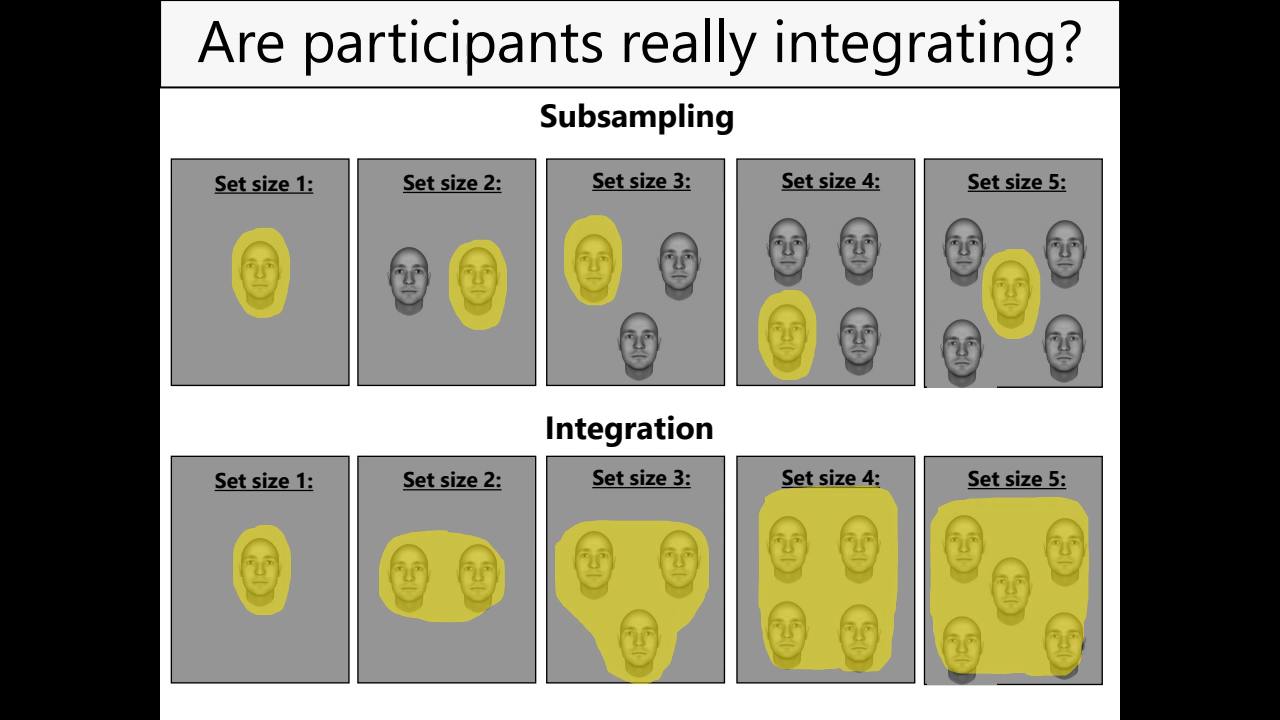 Are participants really integrating?
Subsampling
Set size 1:
Set size 2:
Set size 3:
Set size 4:
Set size 5:
Integration
Set size 1:
Set size 2:
Set size 3:
Set size 4:
Set size 5: